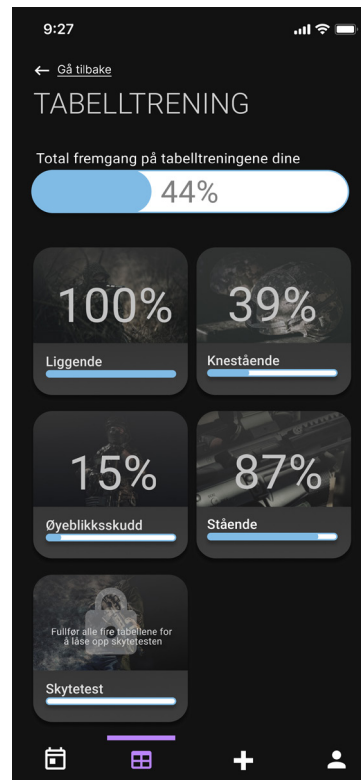 9:27
Gå tilbake
TABELLTRENING
Total fremgang på tabelltreningene dine
44%
100%
Liggende
39%
Knestående
15%
Øyeblikksskudd
87%
Stående
Fullfør alle fire tabellene for
å låse opp skytetesten
Skytetest